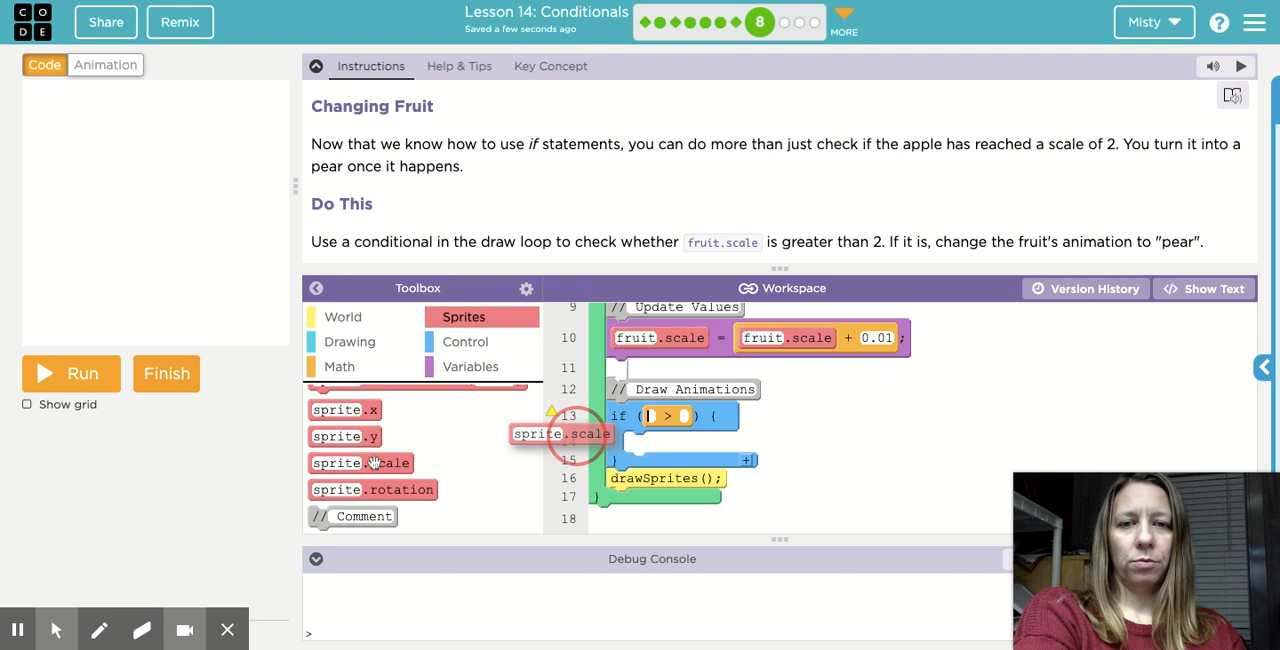 CO
DE
Share
Remix
Lesson 14: Conditionals
Saved a few seconds ago
8
MORE
Misty
?
Code
Animation
Instructions
Help & Tips
Key Concept
Changing Fruit
Now that we know how to use if statements, you can do more than just check if the apple has reached a scale of 2. You turn it into a
pear once it happens.
Do This
Use a conditional in the draw loop to check whether fruit.scale is greater than 2. If it is, change the fruit's animation to "pear".
Toolbox
Workspace
Version History
</> Show Text
World
Sprites
Drawing
Control
Math
Variables
sprite.x
sprite.y
sprite.scale
sprite.rotation
// Comment
sprite.scale
9 // Update Values
10 fruit.scale = fruit.scale + 0.01;
11
12 // Draw Animations
13 if ( > ) {
15 }
16 drawSprites();
17 }
18
Run
Finish
Show grid
Debug Console
>